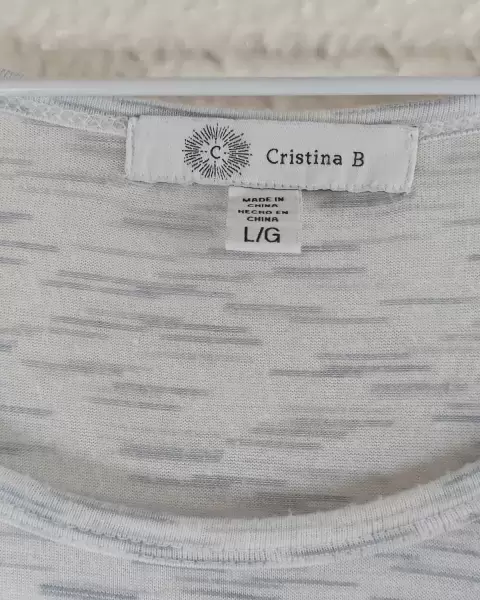 C
Cristina B
MADE IN
CHINA
HECHO EN
CHINA
L/G